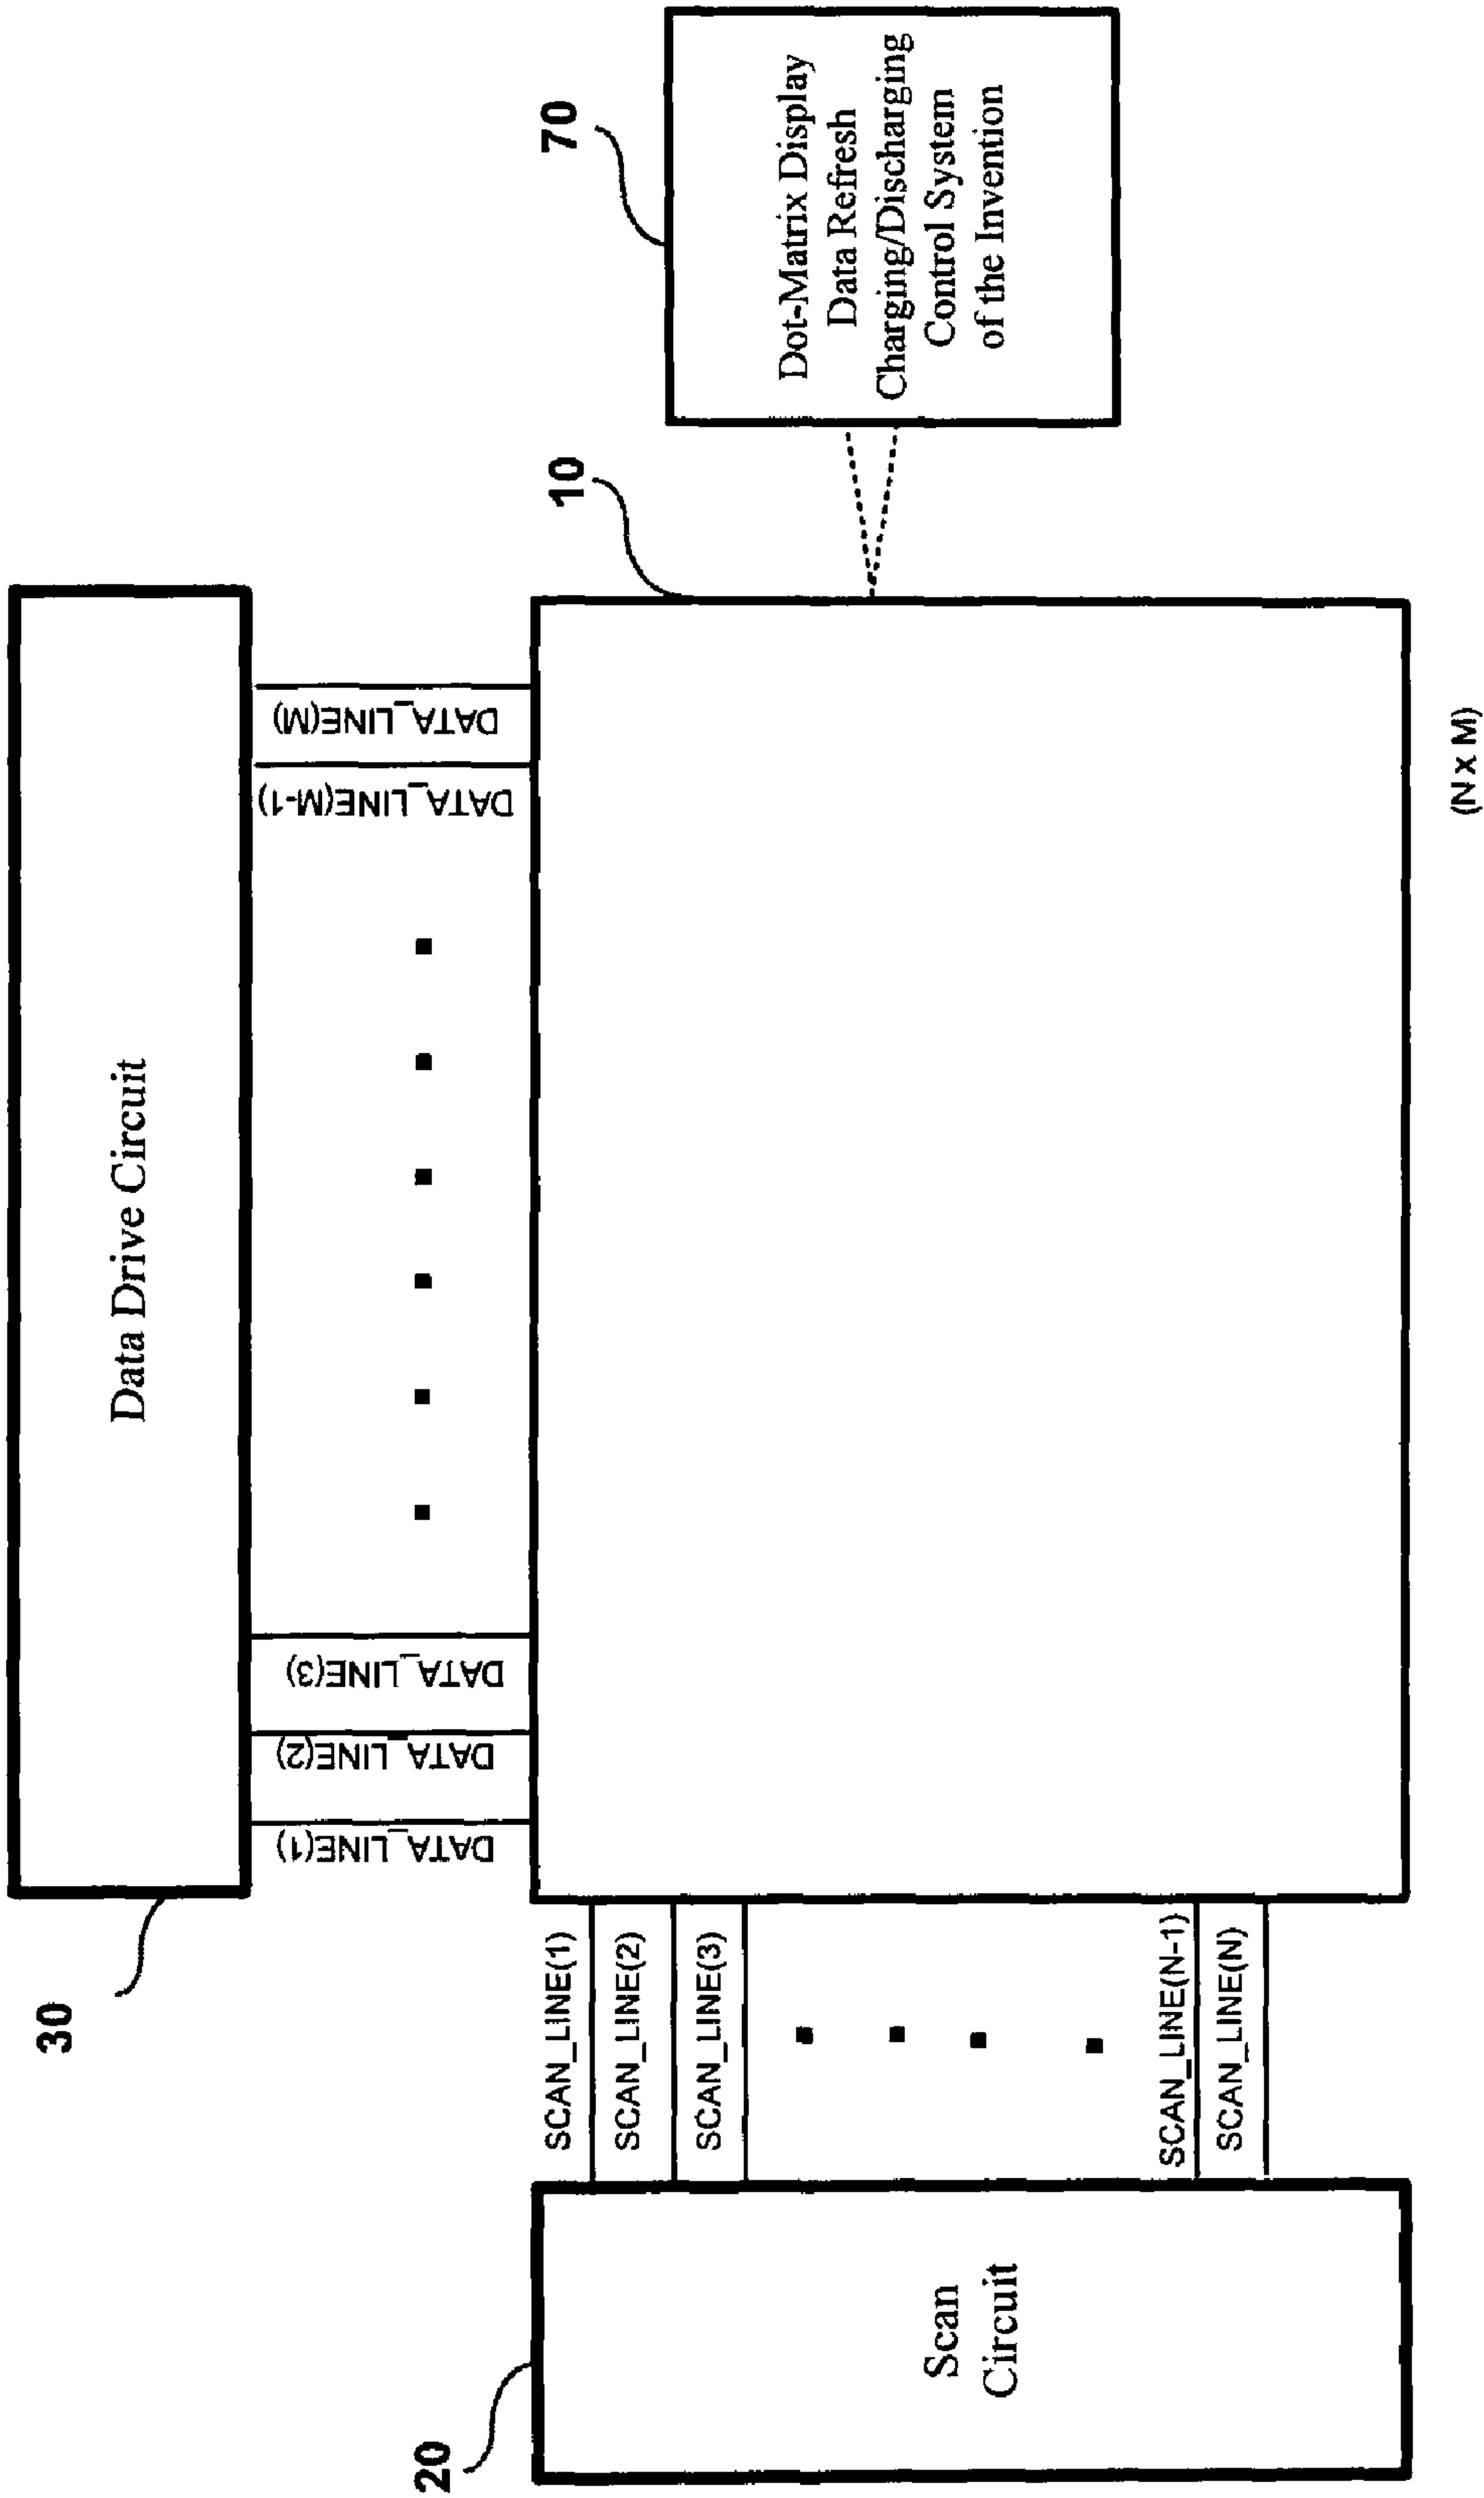 30
Data Drive Circuit
DATA_LINE(1)
DATA_LINE(2)
DATA_LINE(3)
DATA_LINE(M-1)
DATA_LINE(M)
20
Scan
Circuit
SCAN_LINE(1)
SCAN_LINE(2)
SCAN_LINE(3)
SCAN_LINE(N-1)
SCAN_LINE(N)
10
70
Dot-Matrix Display
Data Refresh
Charging/Discharging
Control System
of the Invention
(N x M)